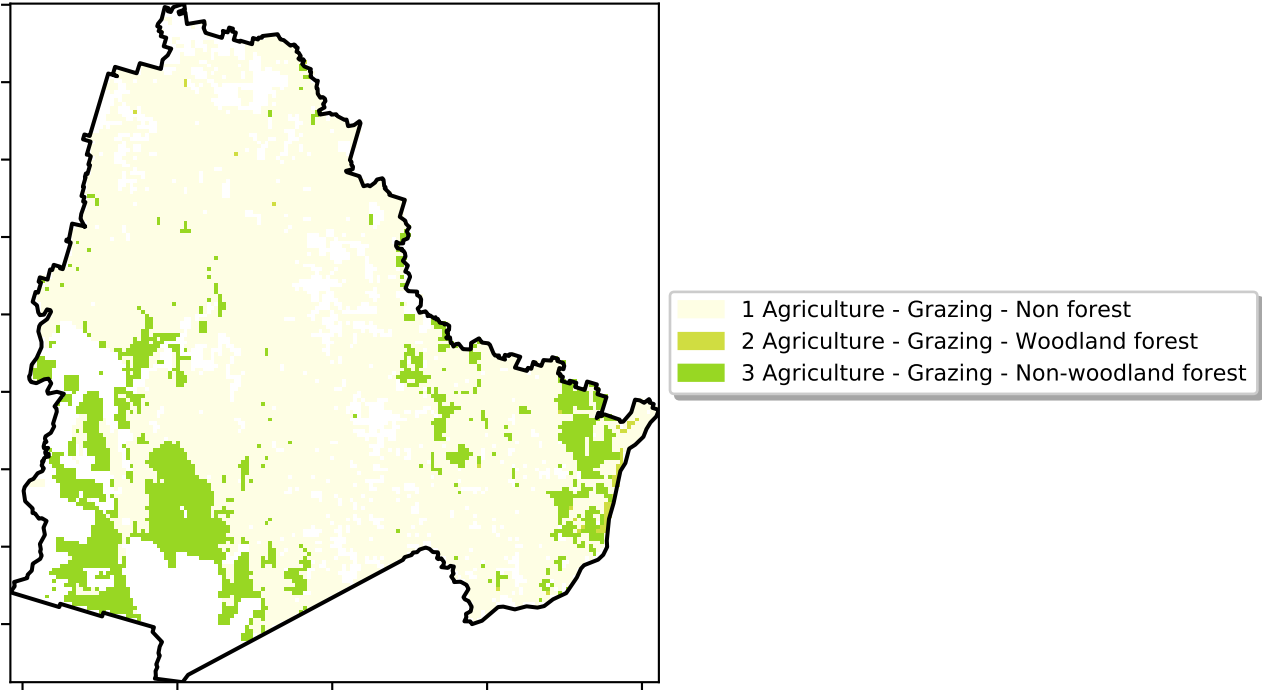 1 Agriculture - Grazing - Non forest
2 Agriculture - Grazing - Woodland forest
3 Agriculture - Grazing - Non-woodland forest